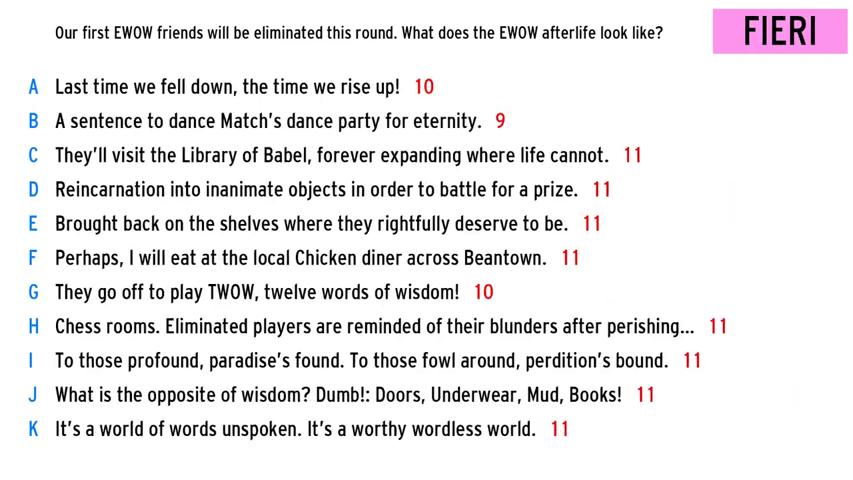 Our first EWOW friends will be eliminated this round. What does the EWOW afterlife look like?
FIERI
A Last time we fell down, the time we rise up! 10
B A sentence to dance Match's dance party for eternity. 9
C They'll visit the Library of Babel, forever expanding where life cannot. 11
D Reincarnation into inanimate objects in order to battle for a prize. 11
E Brought back on the shelves where they rightfully deserve to be. 11
F Perhaps, I will eat at the local Chicken diner across Beantown. 11
G They go off to play TWOW, twelve words of wisdom! 10
H Chess rooms. Eliminated players are reminded of their blunders after perishing... 11
I To those profound, paradise's found. To those fowl around, perdition's bound. 11
J What is the opposite of wisdom? Dumb!: Doors, Underwear, Mud, Books! 11
K It's a world of words unspoken. It's a worthy wordless world. 11